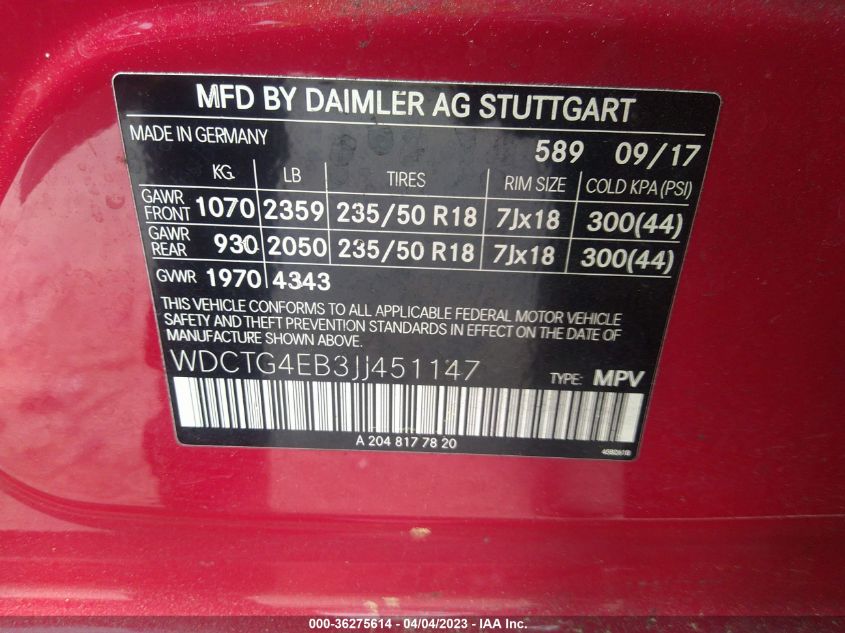 MFD BY DAIMLER AG STUTTGART
MADE IN GERMANY 589 09/17
KG LB TIRES RIM SIZE COLD KPA (PSI)
GAWR FRONT 1070 2359 235/50 R18 7Jx18 300(44)
GAWR REAR 930 2050 235/50 R18 7Jx18 300(44)
GVWR 1970 4343
THIS VEHICLE CONFORMS TO ALL APPLICABLE FEDERAL MOTOR VEHICLE
SAFETY AND THEFT PREVENTION STANDARDS IN EFFECT ON THE DATE OF
MANUFACTURE SHOWN ABOVE.
WDCTG4EB3JJ451147 TYPE: MPV
A 204 817 78 20
000-36275614 - 04/04/2023 - IAAI.COM